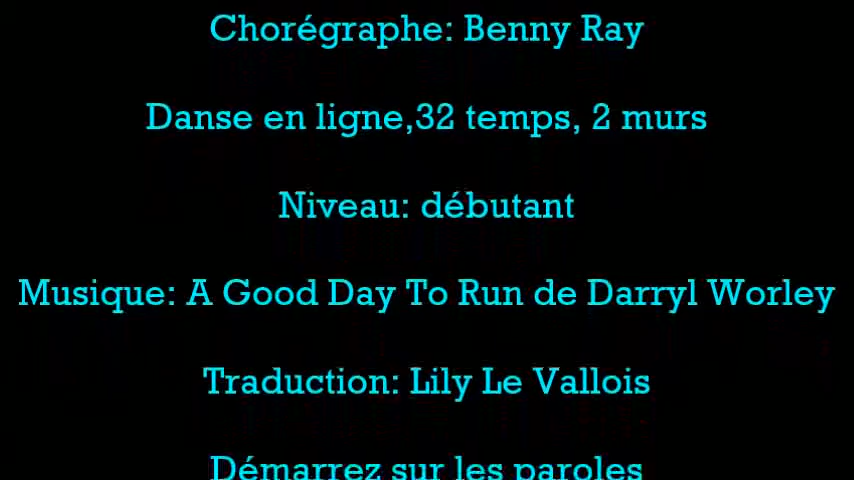 Chorégraphe: Benny Ray
Danse en ligne,32 temps, 2 murs
Niveau: débutant
Musique: A Good Day To Run de Darryl Worley
Traduction: Lily Le Vallois
Démarrez sur les paroles